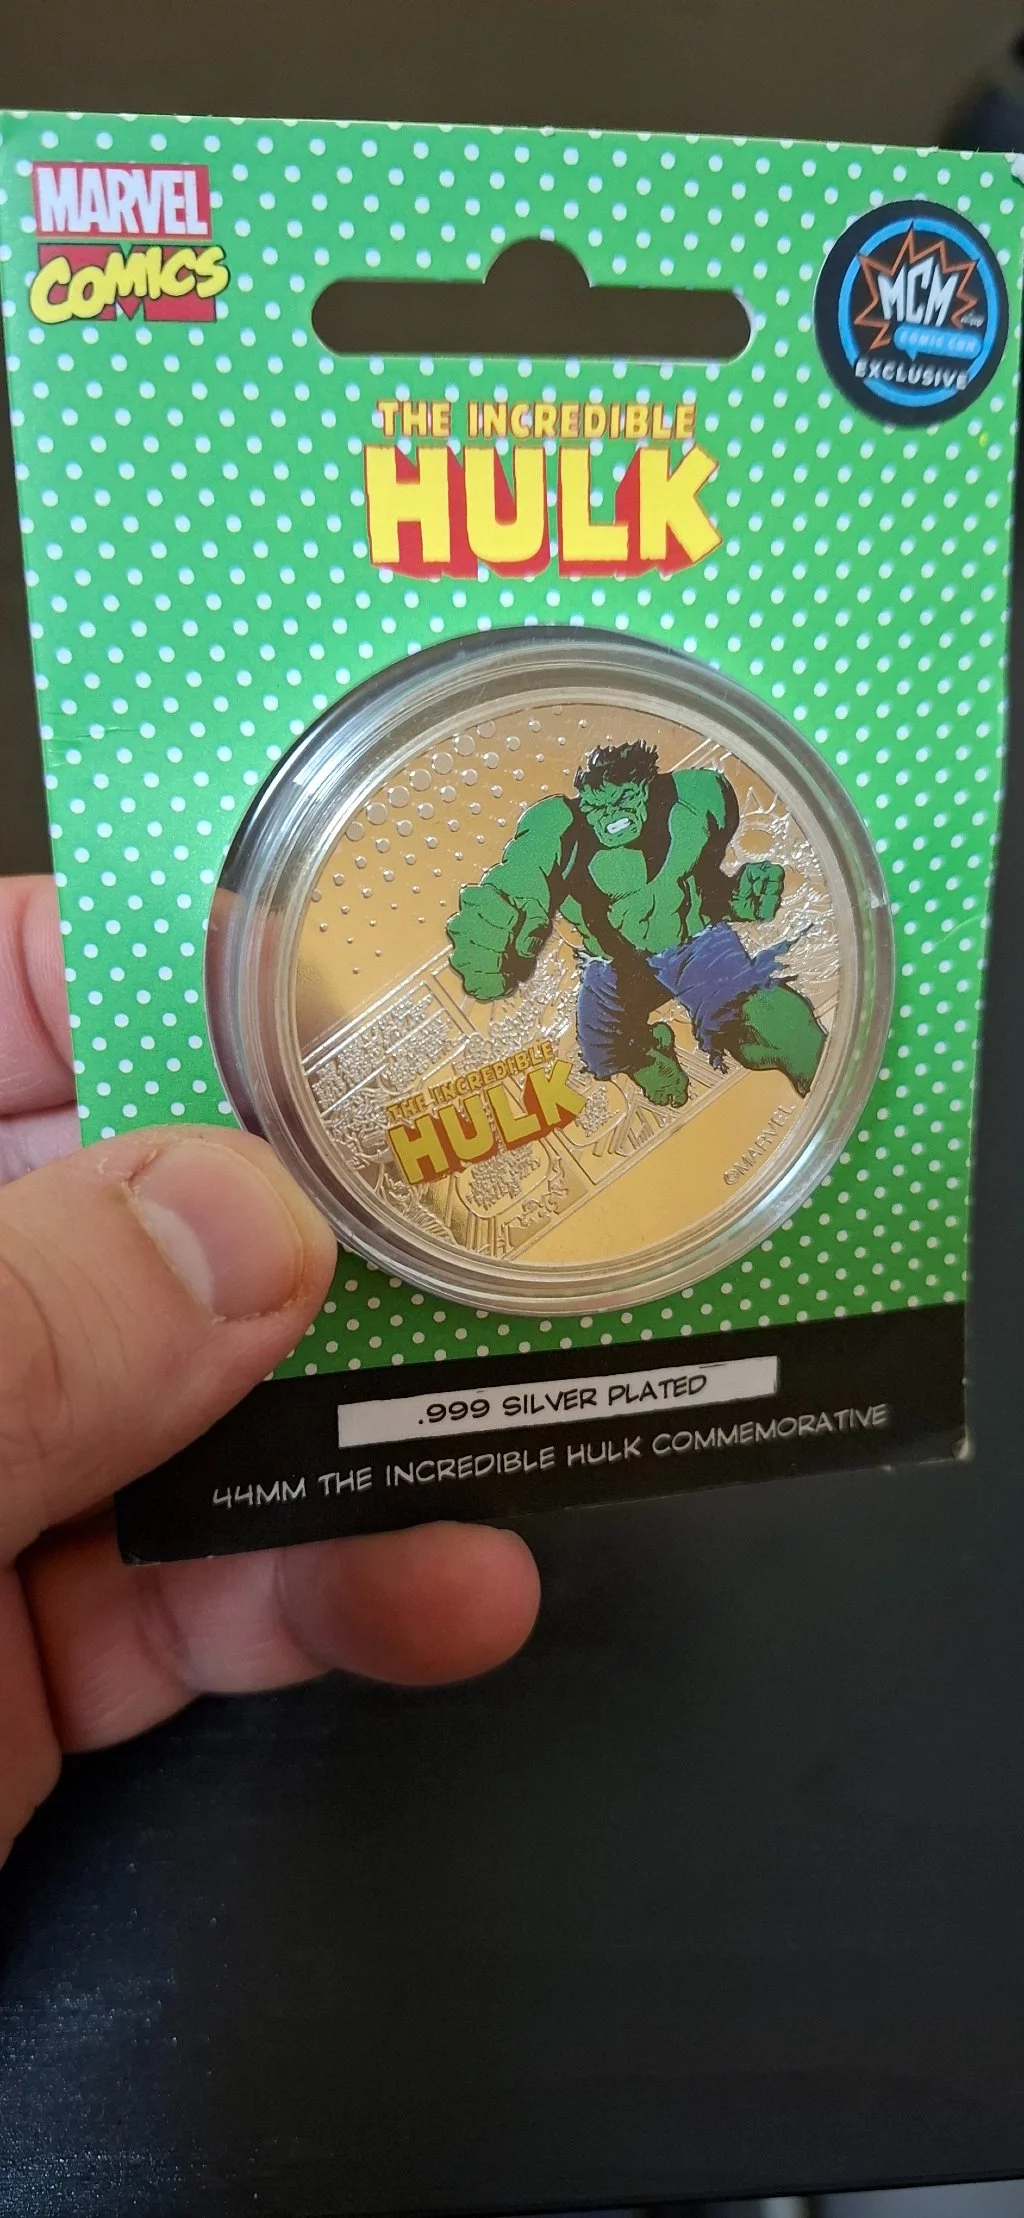 MARVEL
COMICS
MCM
COMIC CON
EXCLUSIVE
THE INCREDIBLE
HULK
THE INCREDIBLE
HULK
©MARVEL
.999 SILVER PLATED
44MM THE INCREDIBLE HULK COMMEMORATIVE